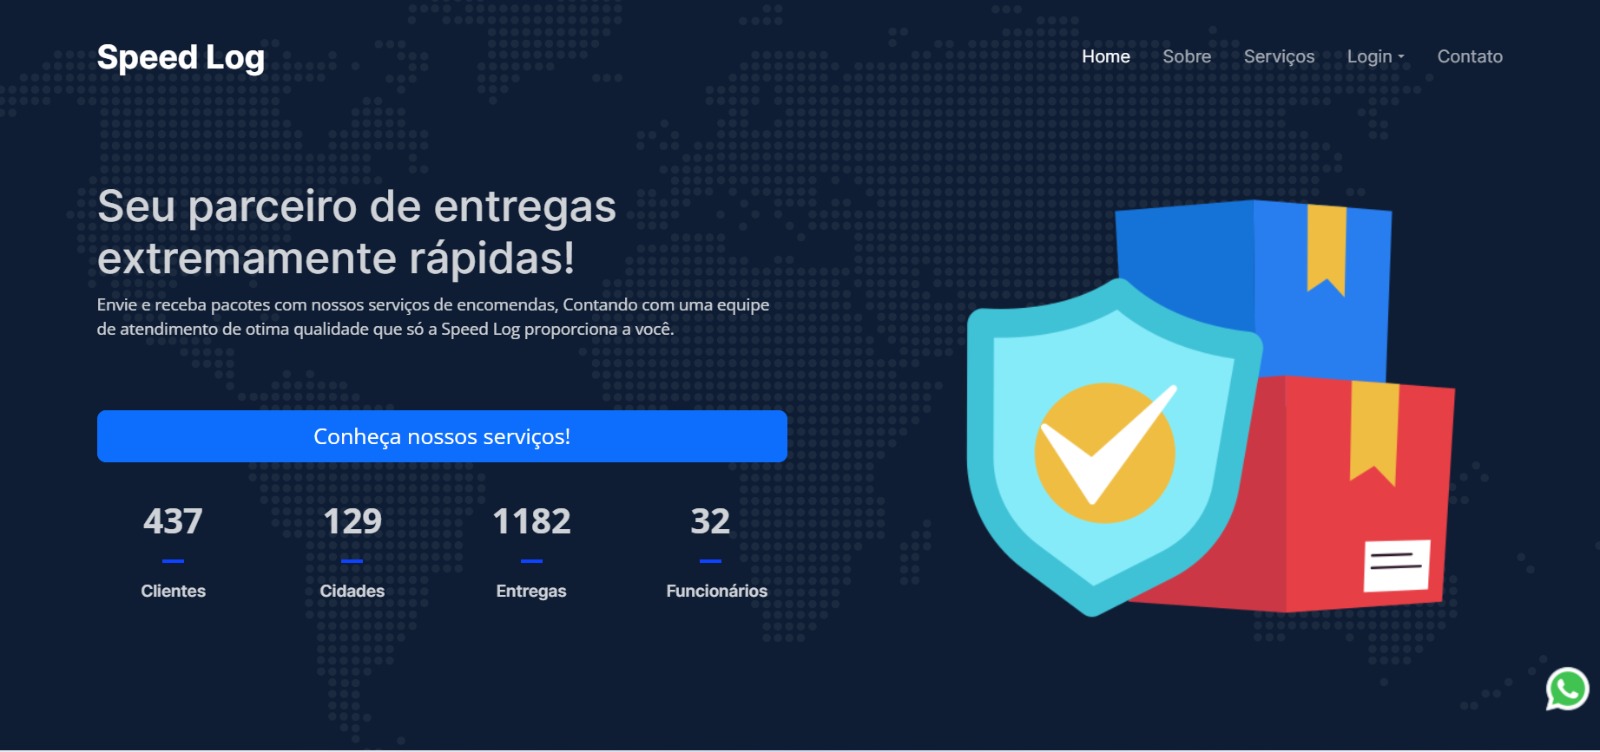 Speed Log
Home Sobre Serviços Login Contato
Seu parceiro de entregas
extremamente rápidas!
Envie e receba pacotes com nossos serviços de encomendas, Contando com uma equipe
de atendimento de otima qualidade que só a Speed Log proporciona a você.
Conheça nossos serviços!
437 129 1182 32
Clientes Cidades Entregas Funcionários